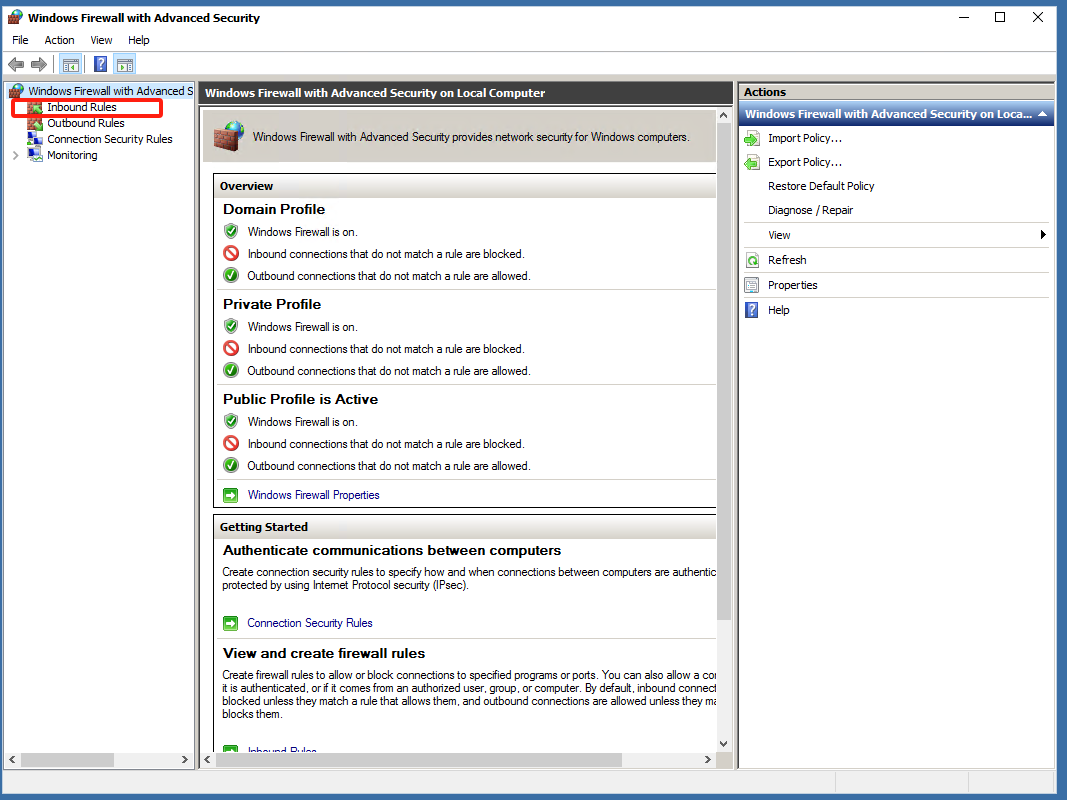 Windows Firewall with Advanced Security
File Action View Help
Windows Firewall with Advanced S
Inbound Rules
Outbound Rules
Connection Security Rules
Monitoring
Windows Firewall with Advanced Security on Local Computer
Windows Firewall with Advanced Security provides network security for Windows computers.
Overview
Domain Profile
Windows Firewall is on.
Inbound connections that do not match a rule are blocked.
Outbound connections that do not match a rule are allowed.
Private Profile
Windows Firewall is on.
Inbound connections that do not match a rule are blocked.
Outbound connections that do not match a rule are allowed.
Public Profile is Active
Windows Firewall is on.
Inbound connections that do not match a rule are blocked.
Outbound connections that do not match a rule are allowed.
Windows Firewall Properties
Getting Started
Authenticate communications between computers
Create connection security rules to specify how and when connections between computers are authentic
protected by using Internet Protocol security (IPsec).
Connection Security Rules
View and create firewall rules
Create firewall rules to allow or block connections to specified programs or ports. You can also allow a co
it is authenticated, or if it comes from an authorized user, group, or computer. By default, inbound connect
blocked unless they match a rule that allows them, and outbound connections are allowed unless they ma
blocks them.
Inbound Rules
Actions
Windows Firewall with Advanced Security on Loca...
Import Policy...
Export Policy...
Restore Default Policy
Diagnose / Repair
View
Refresh
Properties
Help